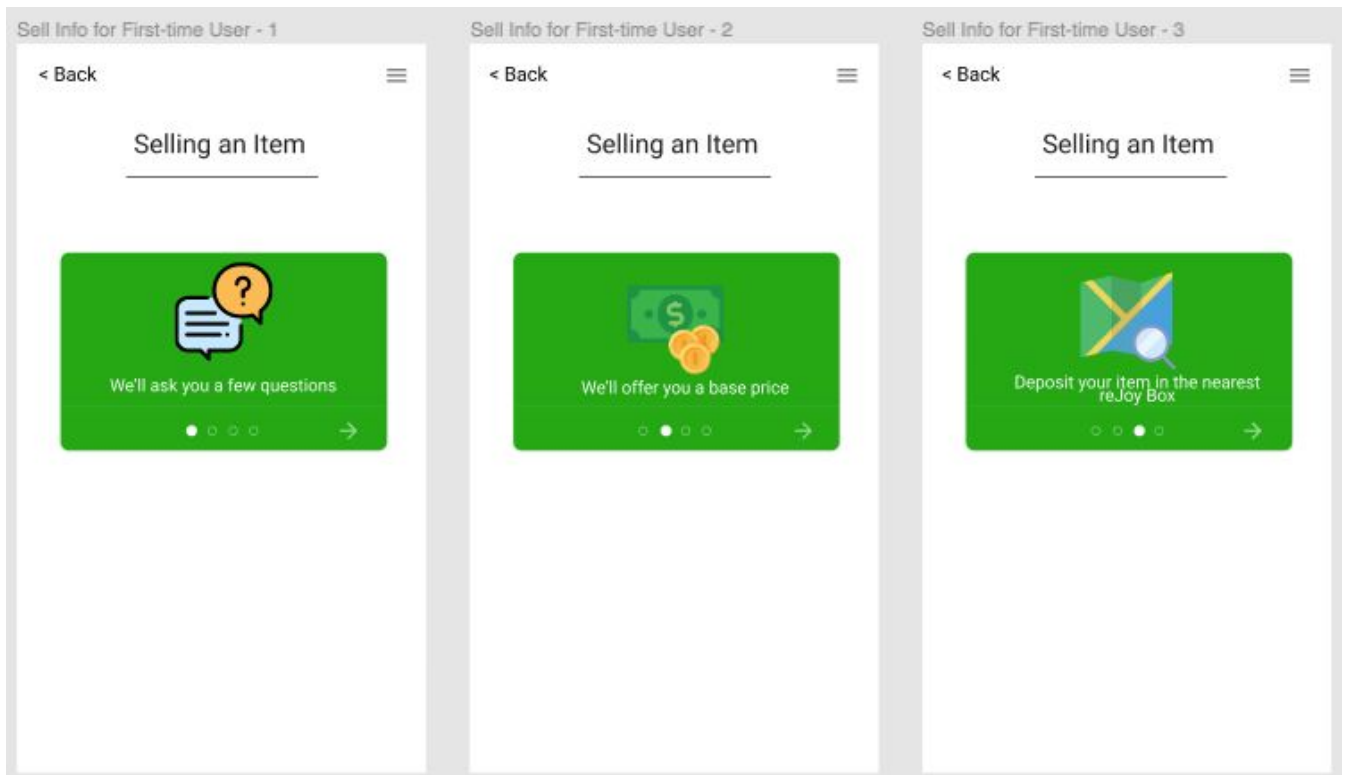 Sell Info for First-time User - 1
< Back
Selling an Item
?
We'll ask you a few questions
Sell Info for First-time User - 2
< Back
Selling an Item
$
We'll offer you a base price
Sell Info for First-time User - 3
< Back
Selling an Item
Deposit your item in the nearest
reJoy Box